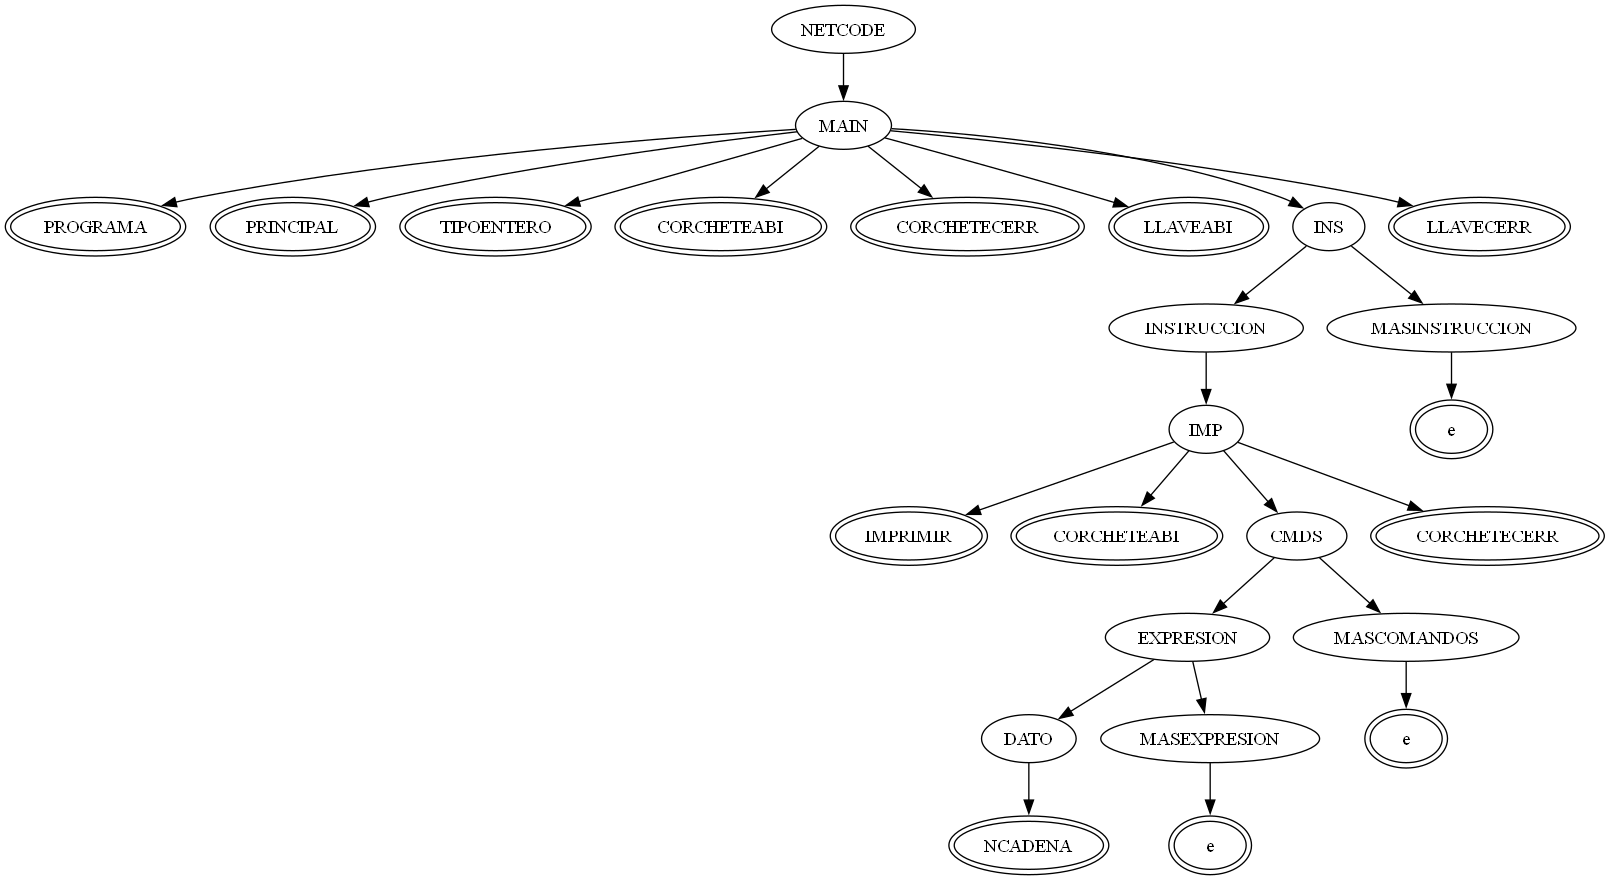 NETCODE
MAIN
PROGRAMA
PRINCIPAL
TIPOENTERO
CORCHETEABI
CORCHETECERR
LLAVEABI
INS
LLAVECERR
INSTRUCCION
MASINSTRUCCION
IMP
e
IMPRIMIR
CORCHETEABI
CMDS
CORCHETECERR
EXPRESION
MASCOMANDOS
DATO
MASEXPRESION
e
NCADENA
e